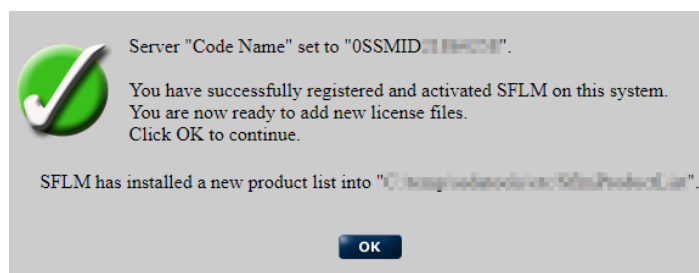 Server "Code Name" set to "0SSMID
You have successfully registered and activated SFLM on this system.
You are now ready to add new license files.
Click OK to continue.
SFLM has installed a new product list into "
OK